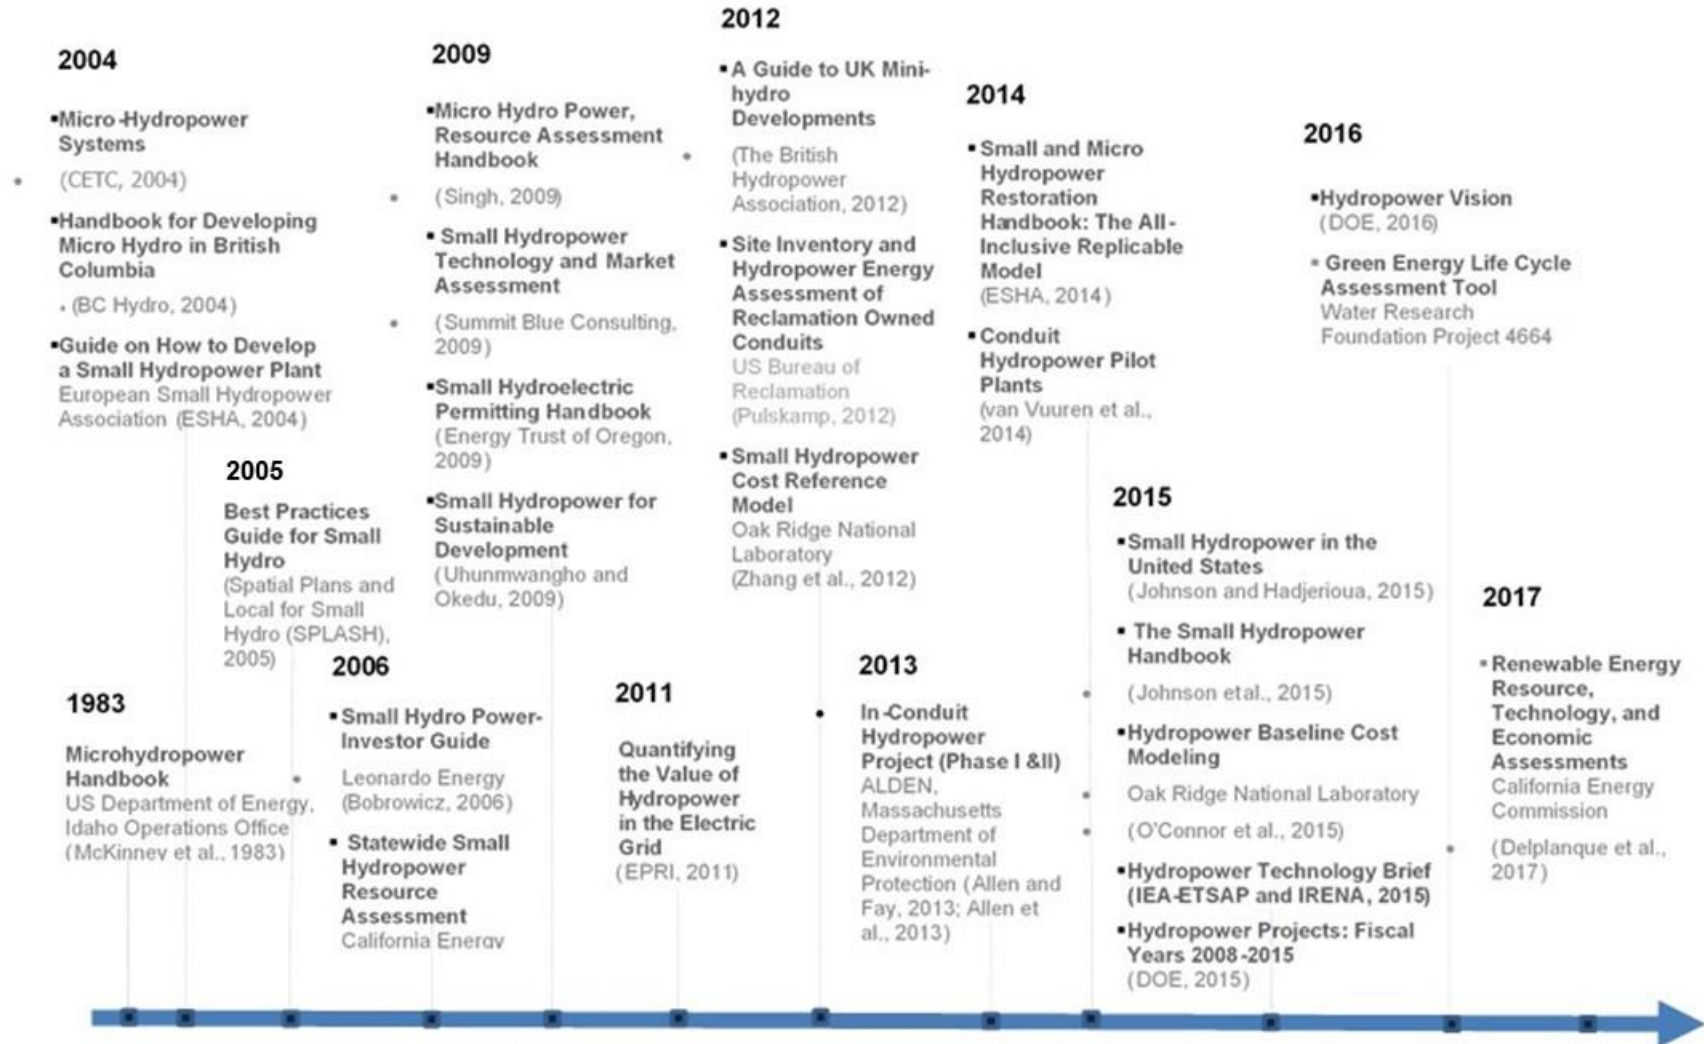 2004
▪Micro-Hydropower
Systems
• (CETC, 2004)
▪Handbook for Developing
Micro Hydro in British
Columbia
. (BC Hydro, 2004)
▪Guide on How to Develop
a Small Hydropower Plant
European Small Hydropower
Association (ESHA, 2004)
2005
Best Practices
Guide for Small
Hydro
(Spatial Plans and
Local for Small
Hydro (SPLASH),
2005)
1983
Microhydropower
Handbook
US Department of Energy,
Idaho Operations Office
(McKinney et al., 1983)
2006
▪Small Hydro Power-
Investor Guide
• Leonardo Energy
(Bobrowicz, 2006)
▪ Statewide Small
Hydropower
Resource
Assessment
California Energy
2009
▪Micro Hydro Power,
Resource Assessment
Handbook
• (Singh, 2009)
▪ Small Hydropower
Technology and Market
Assessment
• (Summit Blue Consulting,
2009)
▪Small Hydroelectric
Permitting Handbook
(Energy Trust of Oregon,
2009)
▪Small Hydropower for
Sustainable
Development
(Uhunmwangho and
Okedu, 2009)
2011
Quantifying
the Value of
Hydropower
in the Electric
Grid
(EPRI, 2011)
2012
▪A Guide to UK Mini-
hydro
Developments
• (The British
Hydropower
Association, 2012)
▪Site Inventory and
Hydropower Energy
Assessment of
Reclamation Owned
Conduits
US Bureau of
Reclamation
(Pulskamp, 2012)
▪Small Hydropower
Cost Reference
Model
Oak Ridge National
Laboratory
(Zhang et al., 2012)
2013
• In-Conduit
Hydropower
Project (Phase I &II)
ALDEN,
Massachusetts
Department of
Environmental
Protection (Allen and
Fay, 2013; Allen et
al., 2013)
2014
▪Small and Micro
Hydropower
Restoration
Handbook: The All-
Inclusive Replicable
Model
(ESHA, 2014)
▪Conduit
Hydropower Pilot
Plants
(van Vuuren et al.,
2014)
2015
▪Small Hydropower in the
United States
(Johnson and Hadjerioua, 2015)
▪ The Small Hydropower
Handbook
• (Johnson etal., 2015)
▪Hydropower Baseline Cost
Modeling
• Oak Ridge National Laboratory
• (O'Connor et al., 2015)
▪Hydropower Technology Brief
(IEA-ETSAP and IRENA, 2015)
▪Hydropower Projects: Fiscal
Years 2008-2015
(DOE, 2015)
2016
▪Hydropower Vision
(DOE, 2016)
▪ Green Energy Life Cycle
Assessment Tool
Water Research
Foundation Project 4664
2017
▪Renewable Energy
Resource,
Technology, and
Economic
Assessments
California Energy
Commission
• (Delplanque et al.,
2017)